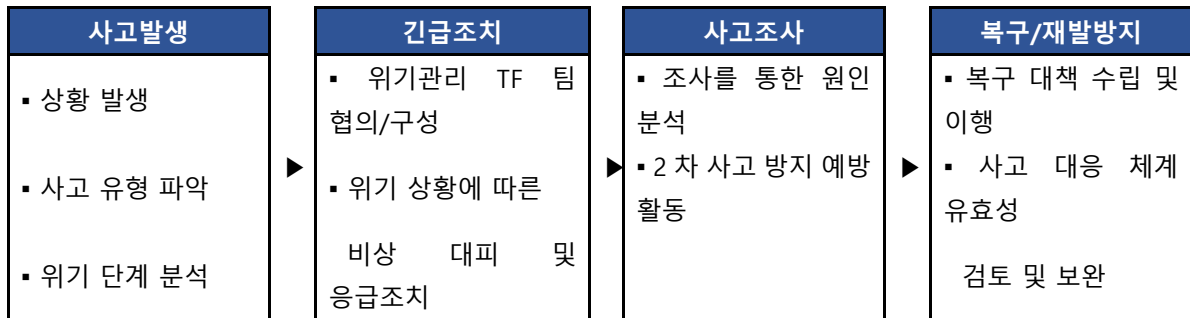 사고발생
▪ 상황 발생
▪ 사고 유형 파악
▪ 위기 단계 분석
▶
긴급조치
▪ 위기관리 TF 팀
협의/구성
▪ 위기 상황에 따른
비상 대피 및
응급조치
▶
사고조사
▪ 조사를 통한 원인
분석
▪ 2 차 사고 방지 예방
활동
▶
복구/재발방지
▪ 복구 대책 수립 및
이행
▪ 사고 대응 체계
유효성
검토 및 보완